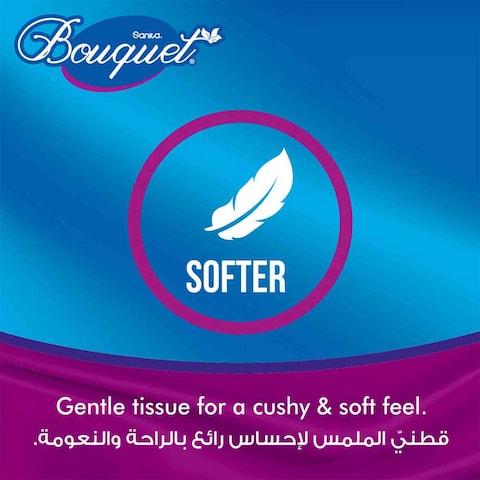 Sanita.
Bouquet®
SOFTER
Gentle tissue for a cushy & soft feel.
قطنيّ الملمس لإحساس رائع بالراحة والنعومة.